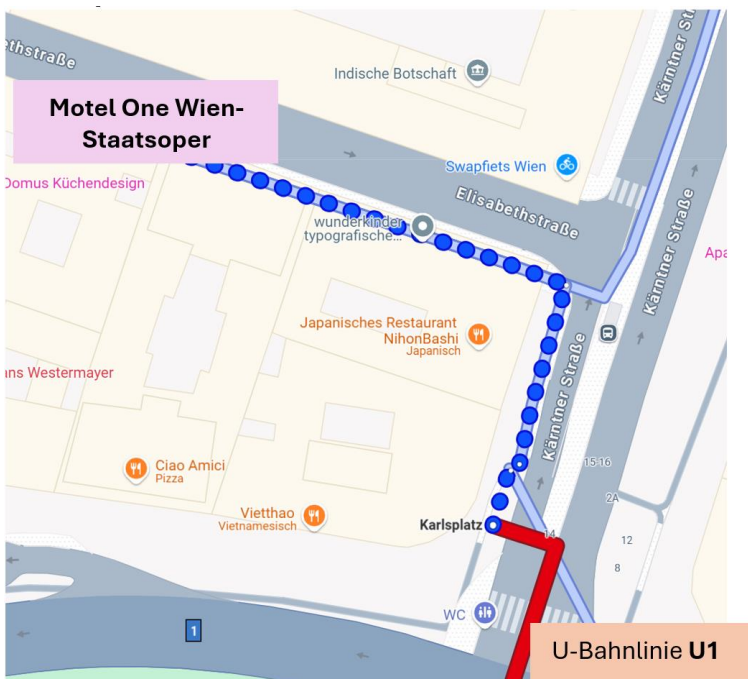 ethstraße
Indische Botschaft
Kärntner Straße
Motel One Wien-
Staatsoper
Swapfiets Wien
Domus Küchendesign
Elisabethstraße
wunderkinder
typografische...
Kärntner Straße
Apa
Japanisches Restaurant
NihonBashi
Japanisch
Kärntner Straße
ans Westermayer
Ciao Amici
Pizza
15-16
2A
Vietthao
Vietnamesisch
Karlsplatz
14
12
8
WC
1
U-Bahnlinie U1